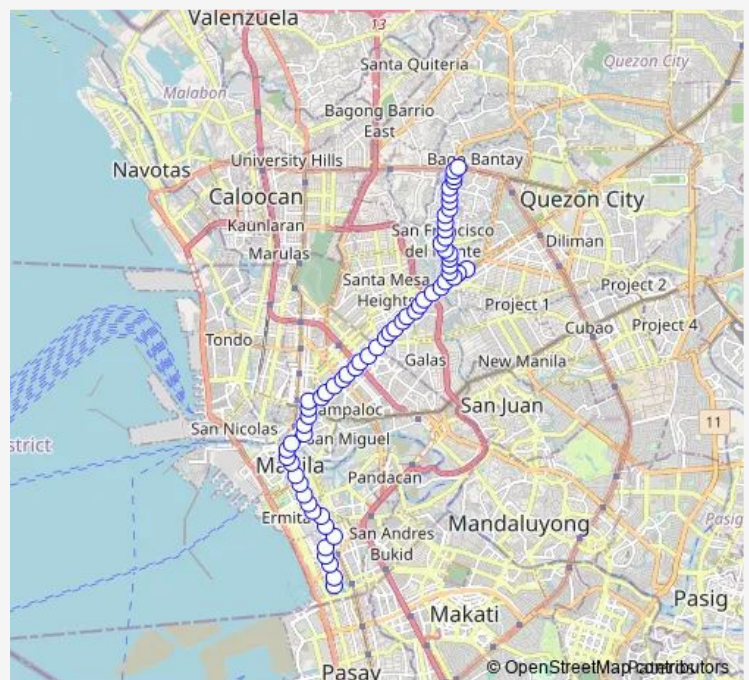 Valenzuela
13
Santa Quiteria
Quezon City
Malabon
Bagong Barrio
East
University Hills
Bago Bantay
Navotas
Caloocan
Quezon City
Kaunlaran
San Francisco
del Monte
Diliman
Marulas
Santa Mesa
Heights
Project 2
Project 1
Tondo
Cubao
Project 4
Galas
New Manila
San Juan
Sampaloc
11
San Nicolas
San Miguel
strict
Manila
Pandacan
Ermita
Mandaluyong
San Andres
Bukid
Pasig
Makati
Pasig
Pasay
© OpenStreetMap contributors